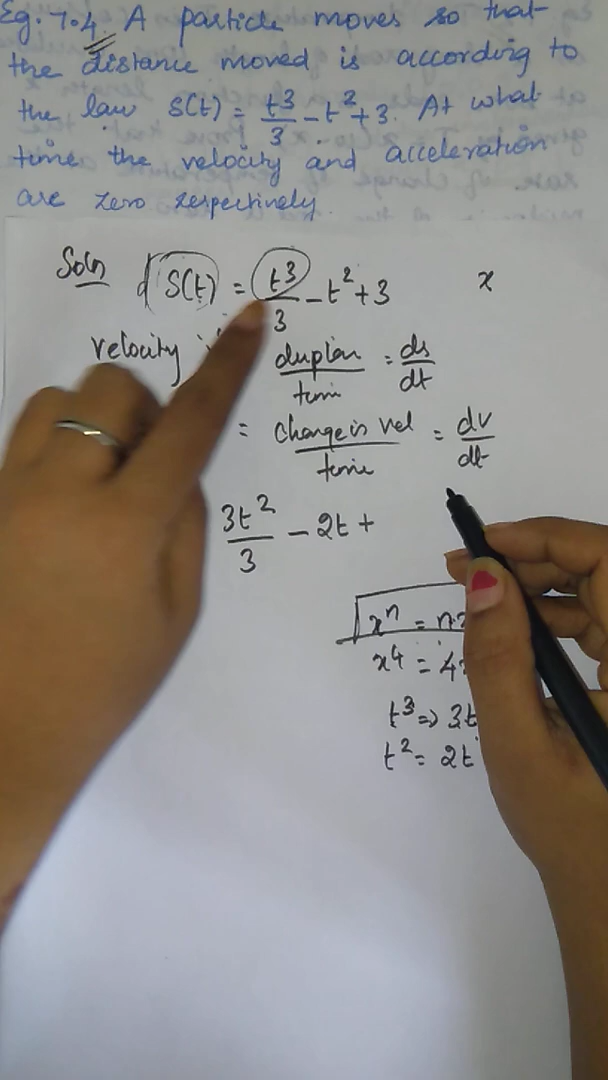 Eg. 7.4. A particle moves so that
the distance moved is according to
the law S(t) = t³/3 - t² + 3. At what
time the velocity and acceleration
are zero respectively.
Soln d S(t) = t³/3 - t² + 3 x
velocity = ds/dt
time
= change in vel / time = dv/dt
3t²/3 - 2t +
xⁿ =
x⁴ =
t³ => 3t
t² = 2t